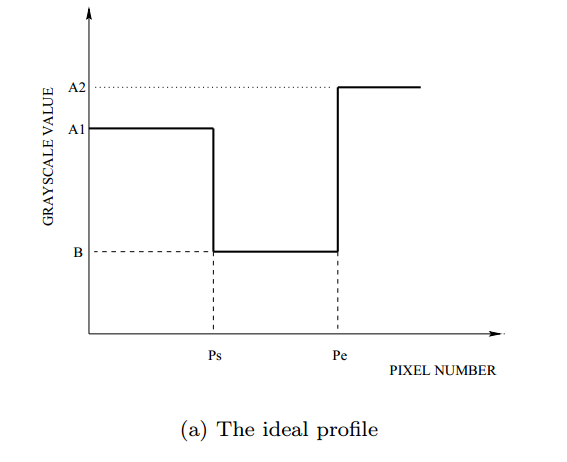 A2
A1
GRAYSCALE VALUE
B
Ps
Pe
PIXEL NUMBER
(a) The ideal profile